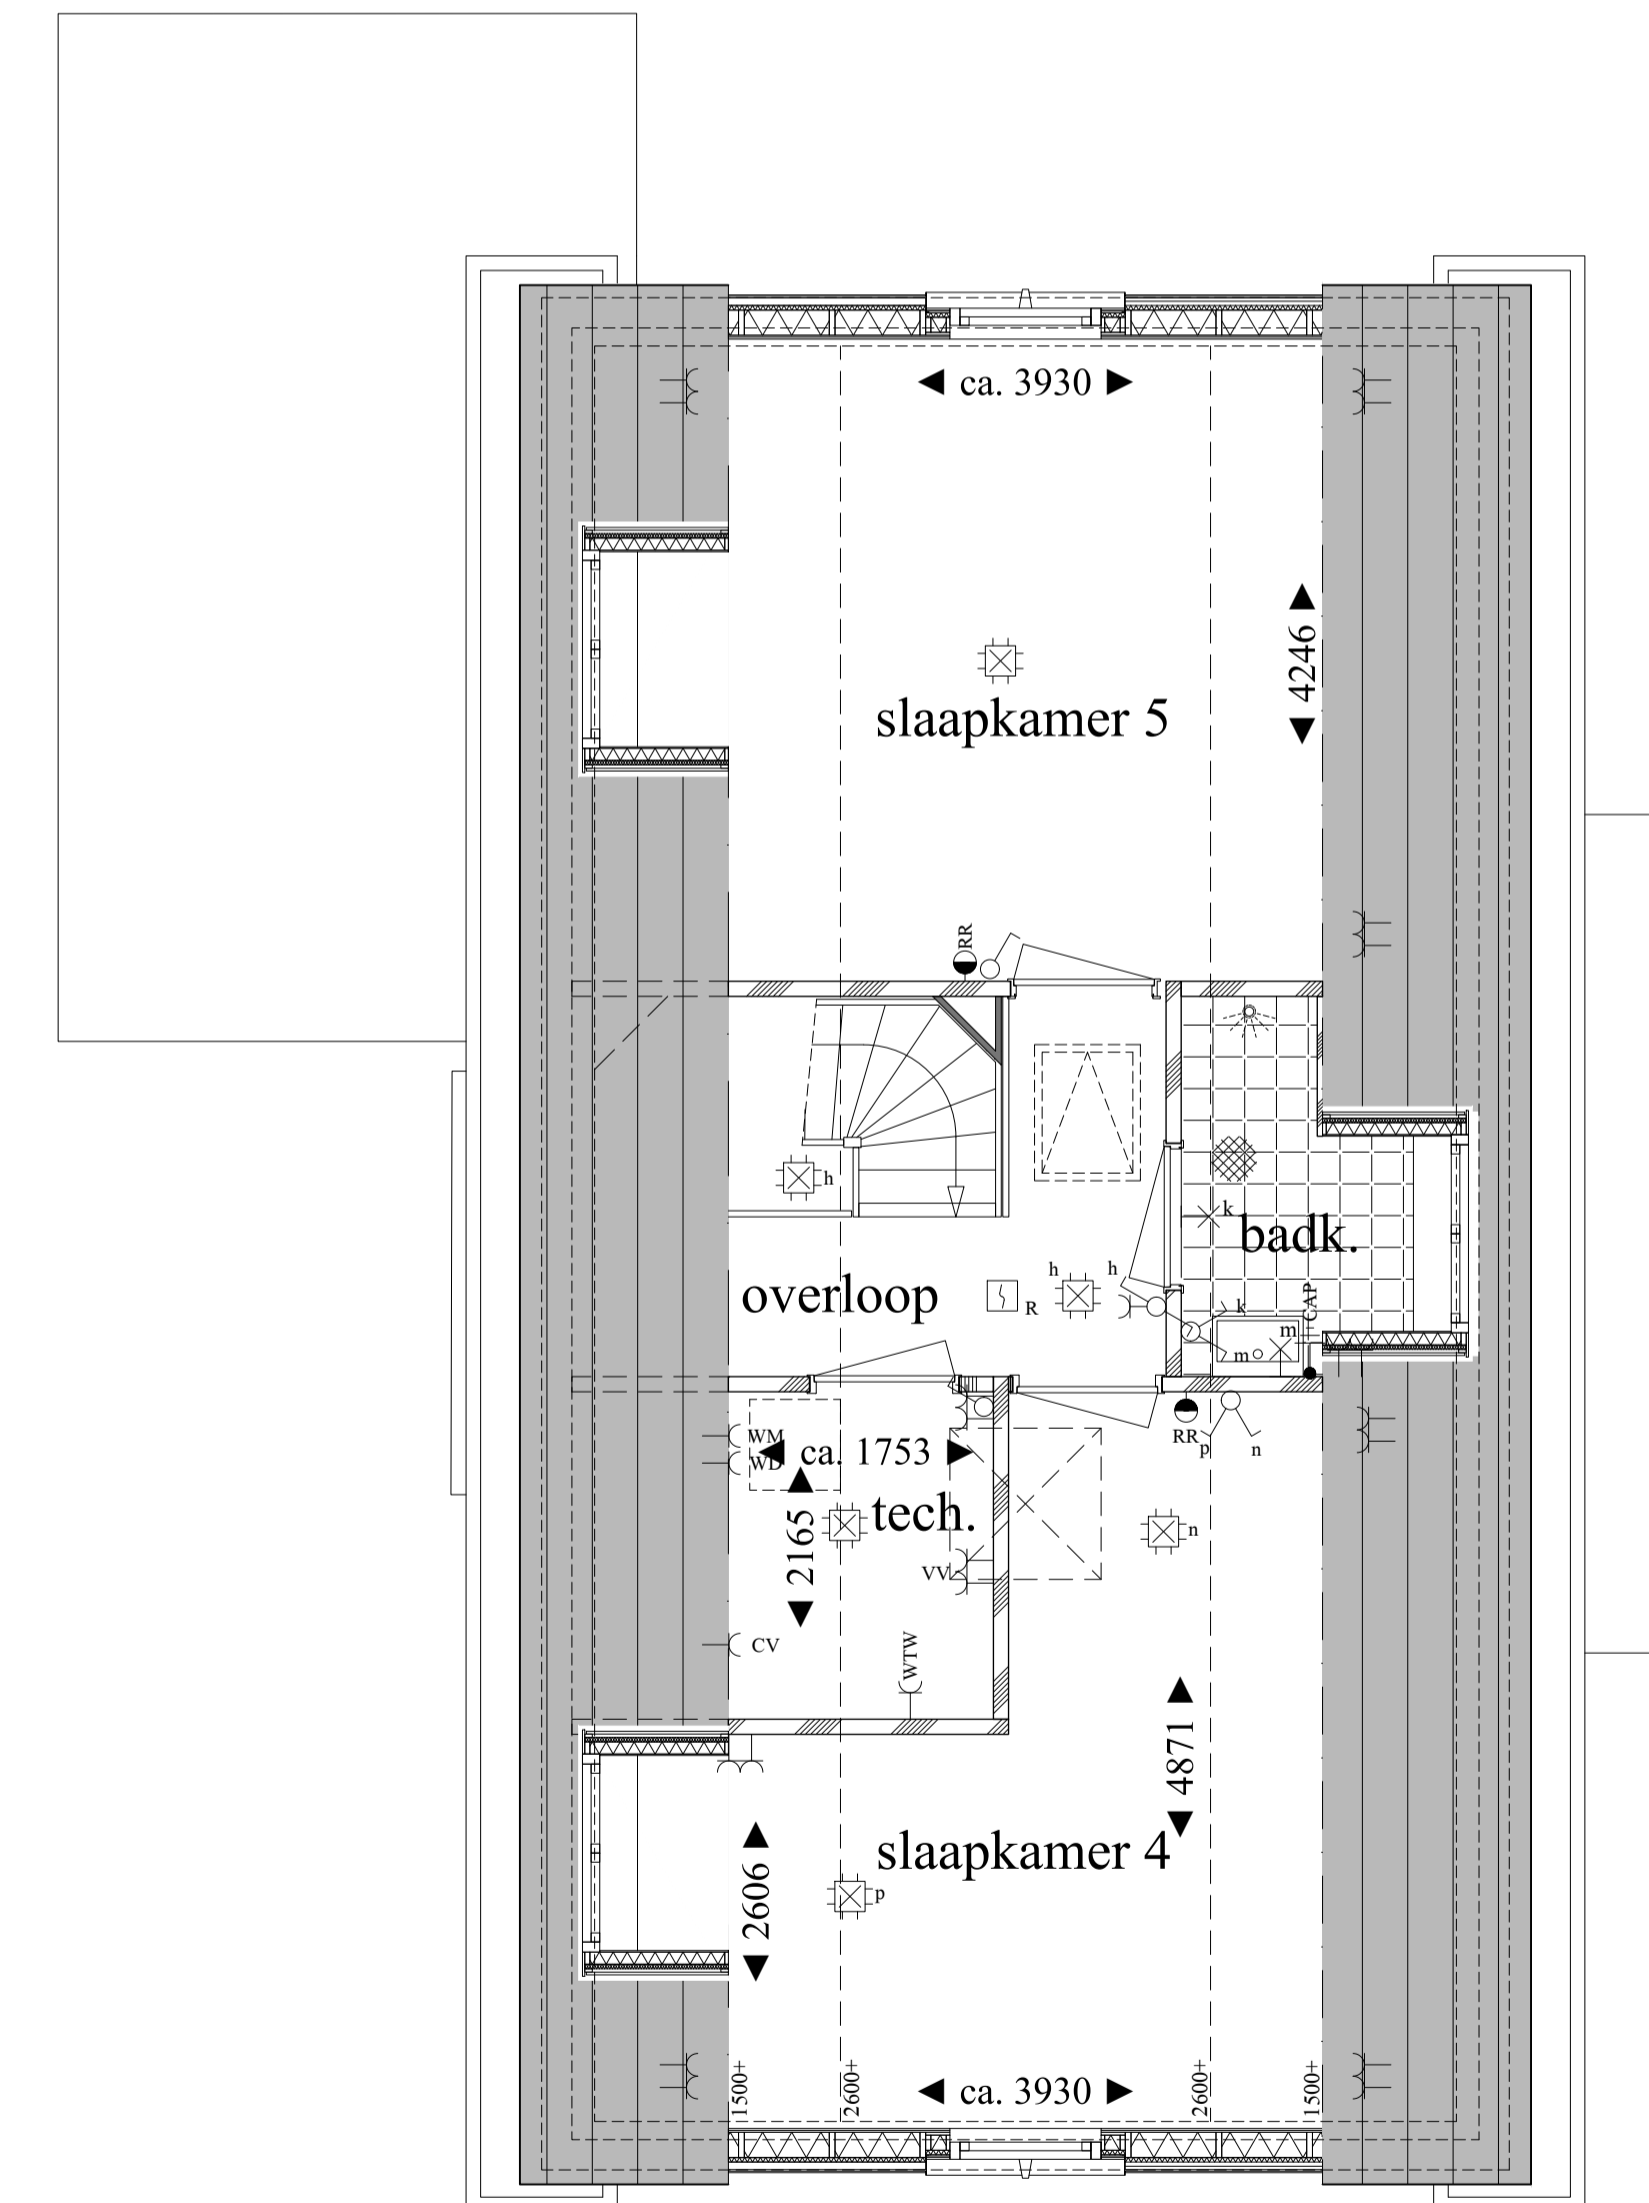 ca. 3930
4246
slaapkamer 5
RR
h
k
badk.
overloop
R
h
h
k
CAP
m
m
WM
WD
ca. 1753
RR
p
n
2165
tech.
n
VV
CV
WTW
4871
slaapkamer 4
2606
p
1500+
2600+
ca. 3930
2600+
1500+